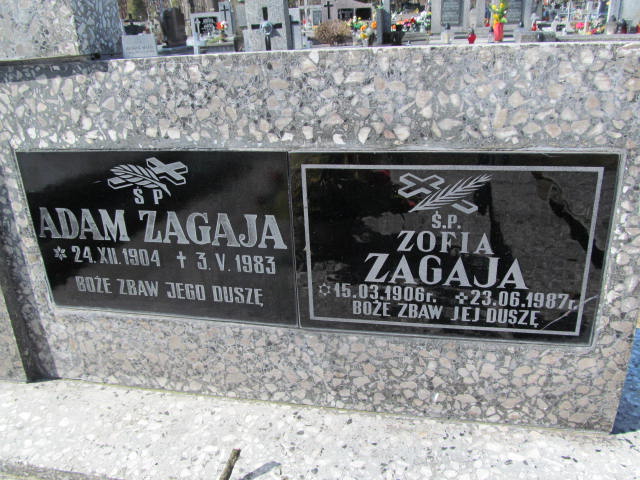 Ś P
ADAM ZAGAJA
✡ 24.XII.1904 ✝ 3.V.1983
BOŻE ZBAW JEGO DUSZĘ
Ś.P.
ZOFIA
ZAGAJA
✡15.03.1906r. ✝23.06.1987r.
BOŻE ZBAW JEJ DUSZĘ